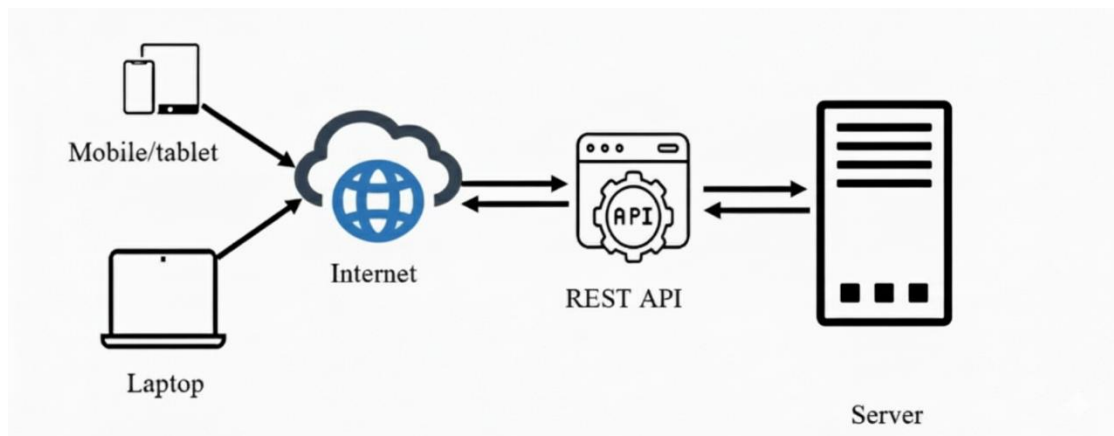 Mobile/tablet
Laptop
Internet
API
REST API
Server